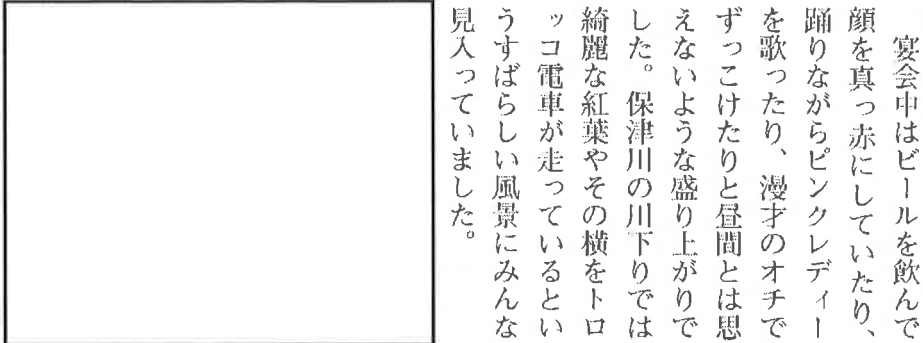 宴会中はビールを飲んで
顔を真っ赤にしていたり、
踊りながらピンクレディー
を歌ったり、漫才のオチで
ずっこけたりと昼間とは思
えないような盛り上がりで
した。保津川の川下りでは
綺麗な紅葉やその横をトロ
ッコ電車が走っているとい
うすばらしい風景にみんな
見入っていました。